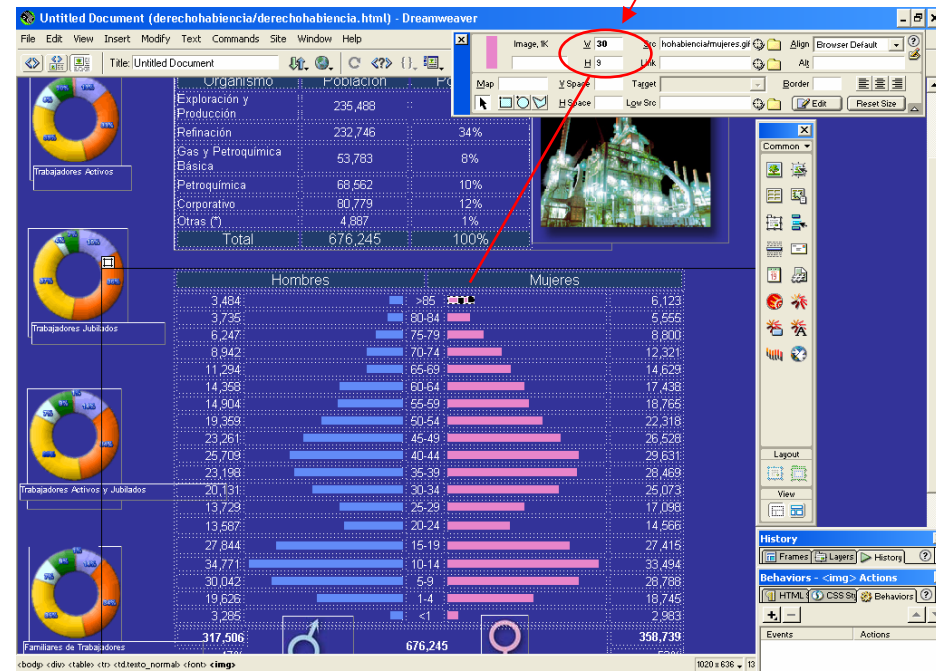 Untitled Document (derechohabiencia/derechohabiencia.html) - Dreamweaver
File Edit View Insert Modify Text Commands Site Window Help
Title: Untitled Document
Image, 1K W 30 Src hohabiencia/mujeres.gif Align Browser Default
H 9 Link Alt
Map V Space Target Border
H Space Low Src Edit Reset Size
Organismo Población
Exploración y Producción 235,488
Refinación 232,746 34%
Gas y Petroquímica Básica 53,783 8%
Petroquímica 68,562 10%
Corporativo 80,779 12%
Otras (*) 4,887 1%
Total 676,245 100%
Trabajadores Activos
Trabajadores Jubilados
Trabajadores Activos y Jubilados
Familiares de Trabajadores
Hombres Mujeres
3,484 >85 6,123
3,735 80-84 5,555
6,247 75-79 8,800
8,942 70-74 12,321
11,294 65-69 14,629
14,358 60-64 17,438
14,904 55-59 18,765
19,359 50-54 22,318
23,261 45-49 26,528
25,709 40-44 29,631
23,198 35-39 28,469
20,131 30-34 25,073
13,729 25-29 17,098
13,587 20-24 14,566
27,844 15-19 27,415
34,771 10-14 33,494
30,042 5-9 28,788
19,626 1-4 18,745
3,285 <1 2,983
317,506 676,245 358,739
Common
Layout
View
History
Frames Layers History
Behaviors - <img> Actions
HTML CSS St Behaviors
Events Actions
<body> <div> <table> <tr> <td.texto_normab <font> <img>
1020 x 636 13